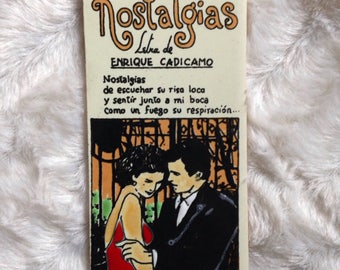 Nostalgias
Letra de
ENRIQUE CADICAMO
Nostalgias
de escuchar su risa loca
y sentir junto a mi boca
como un fuego su respiración...